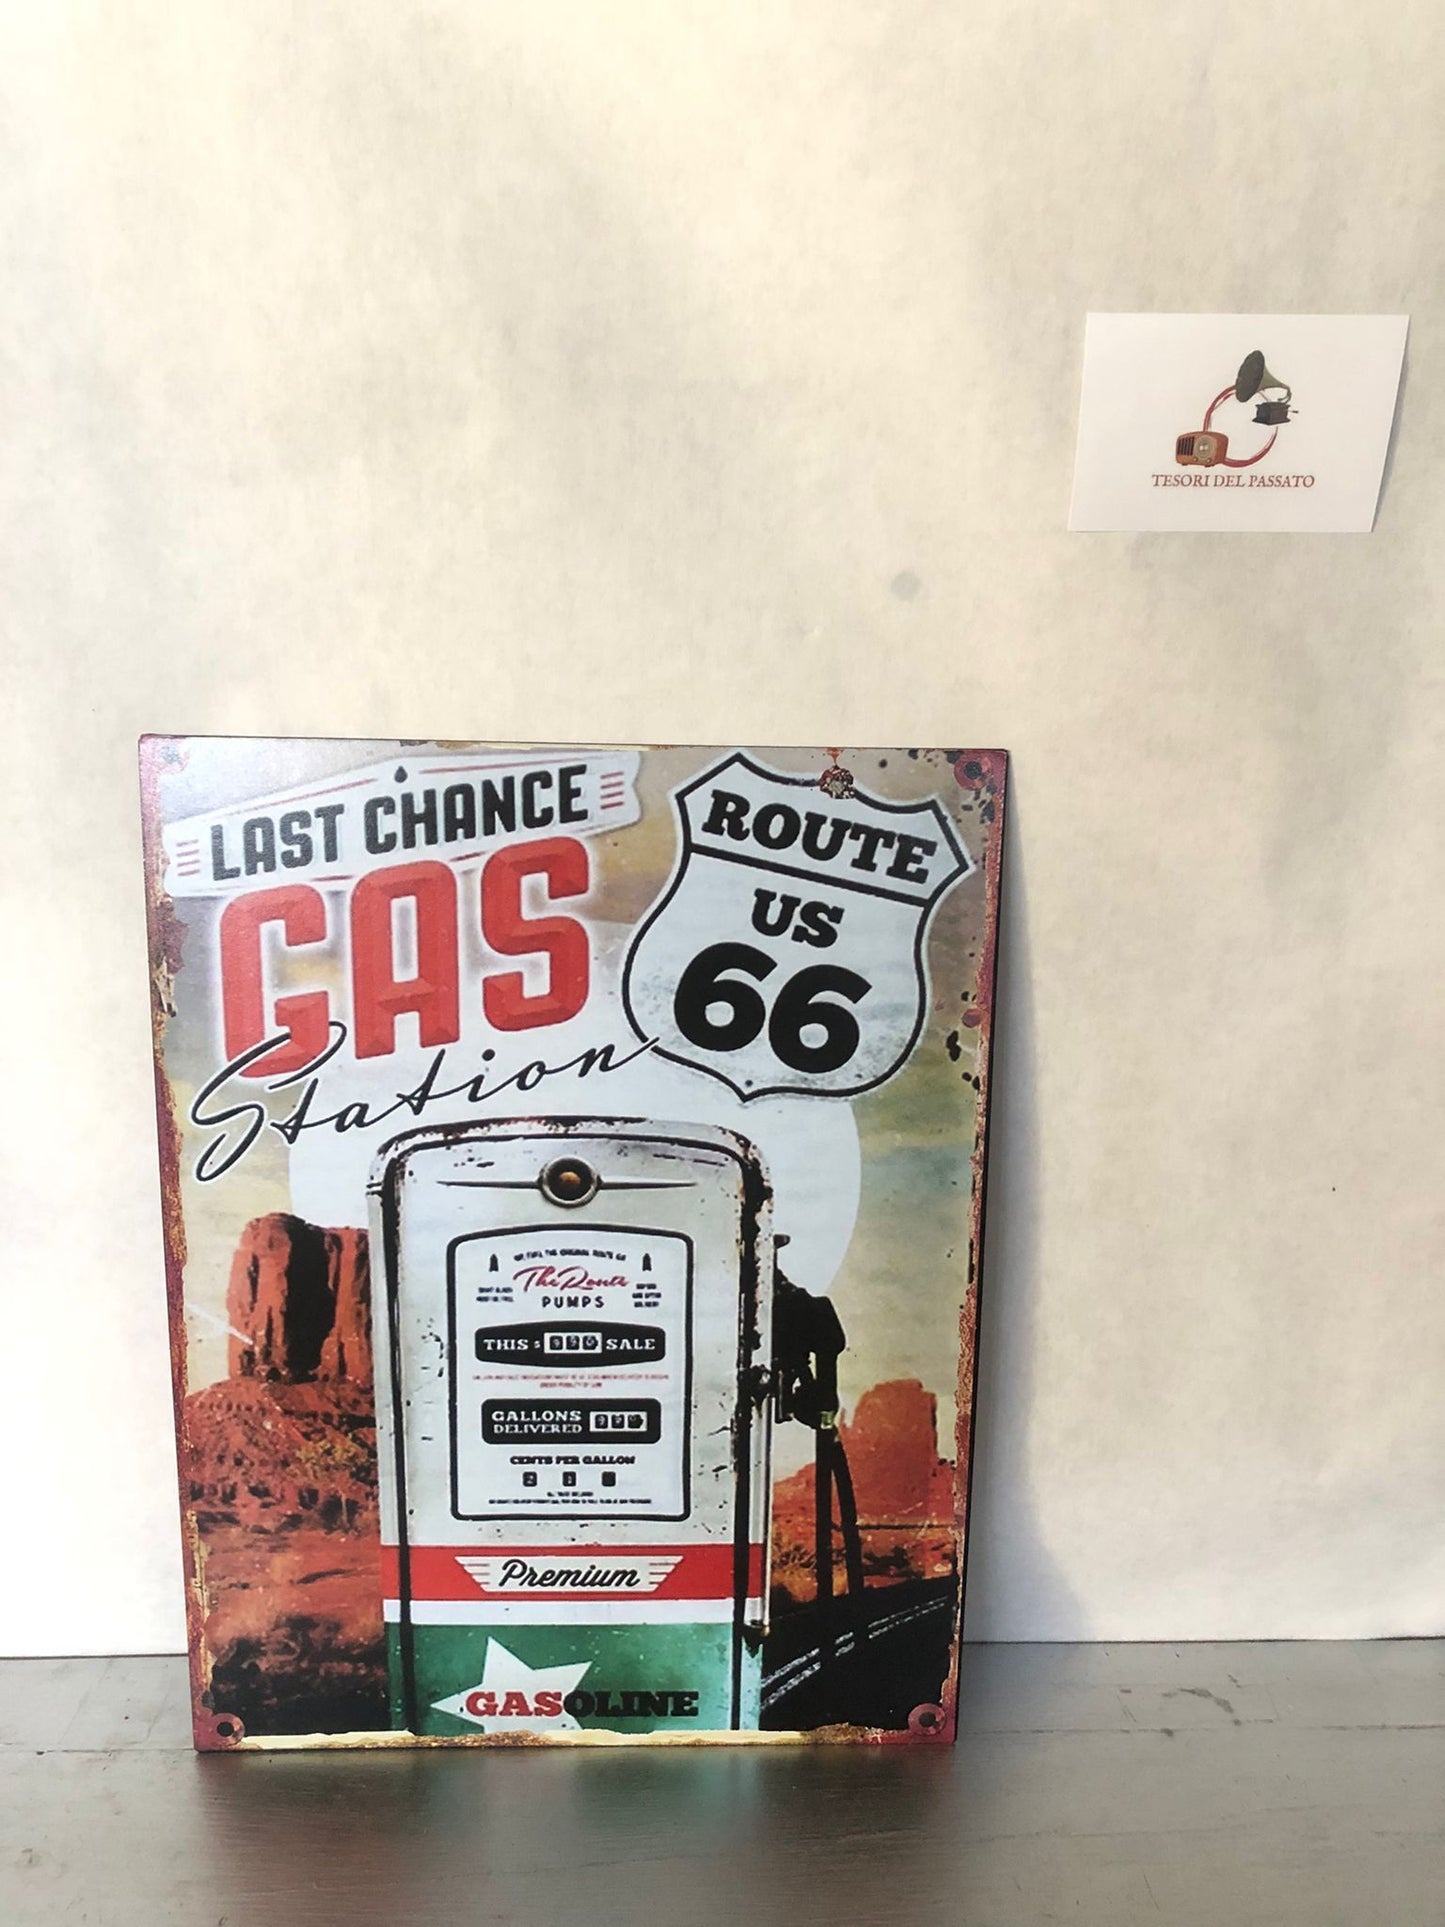 TESORI DEL PASSATO
LAST CHANCE
GAS
Station
ROUTE
US
66
The Route
PUMPS
THIS $ SALE
GALLONS
DELIVERED
CENTS PER GALLON
Premium
GASOLINE